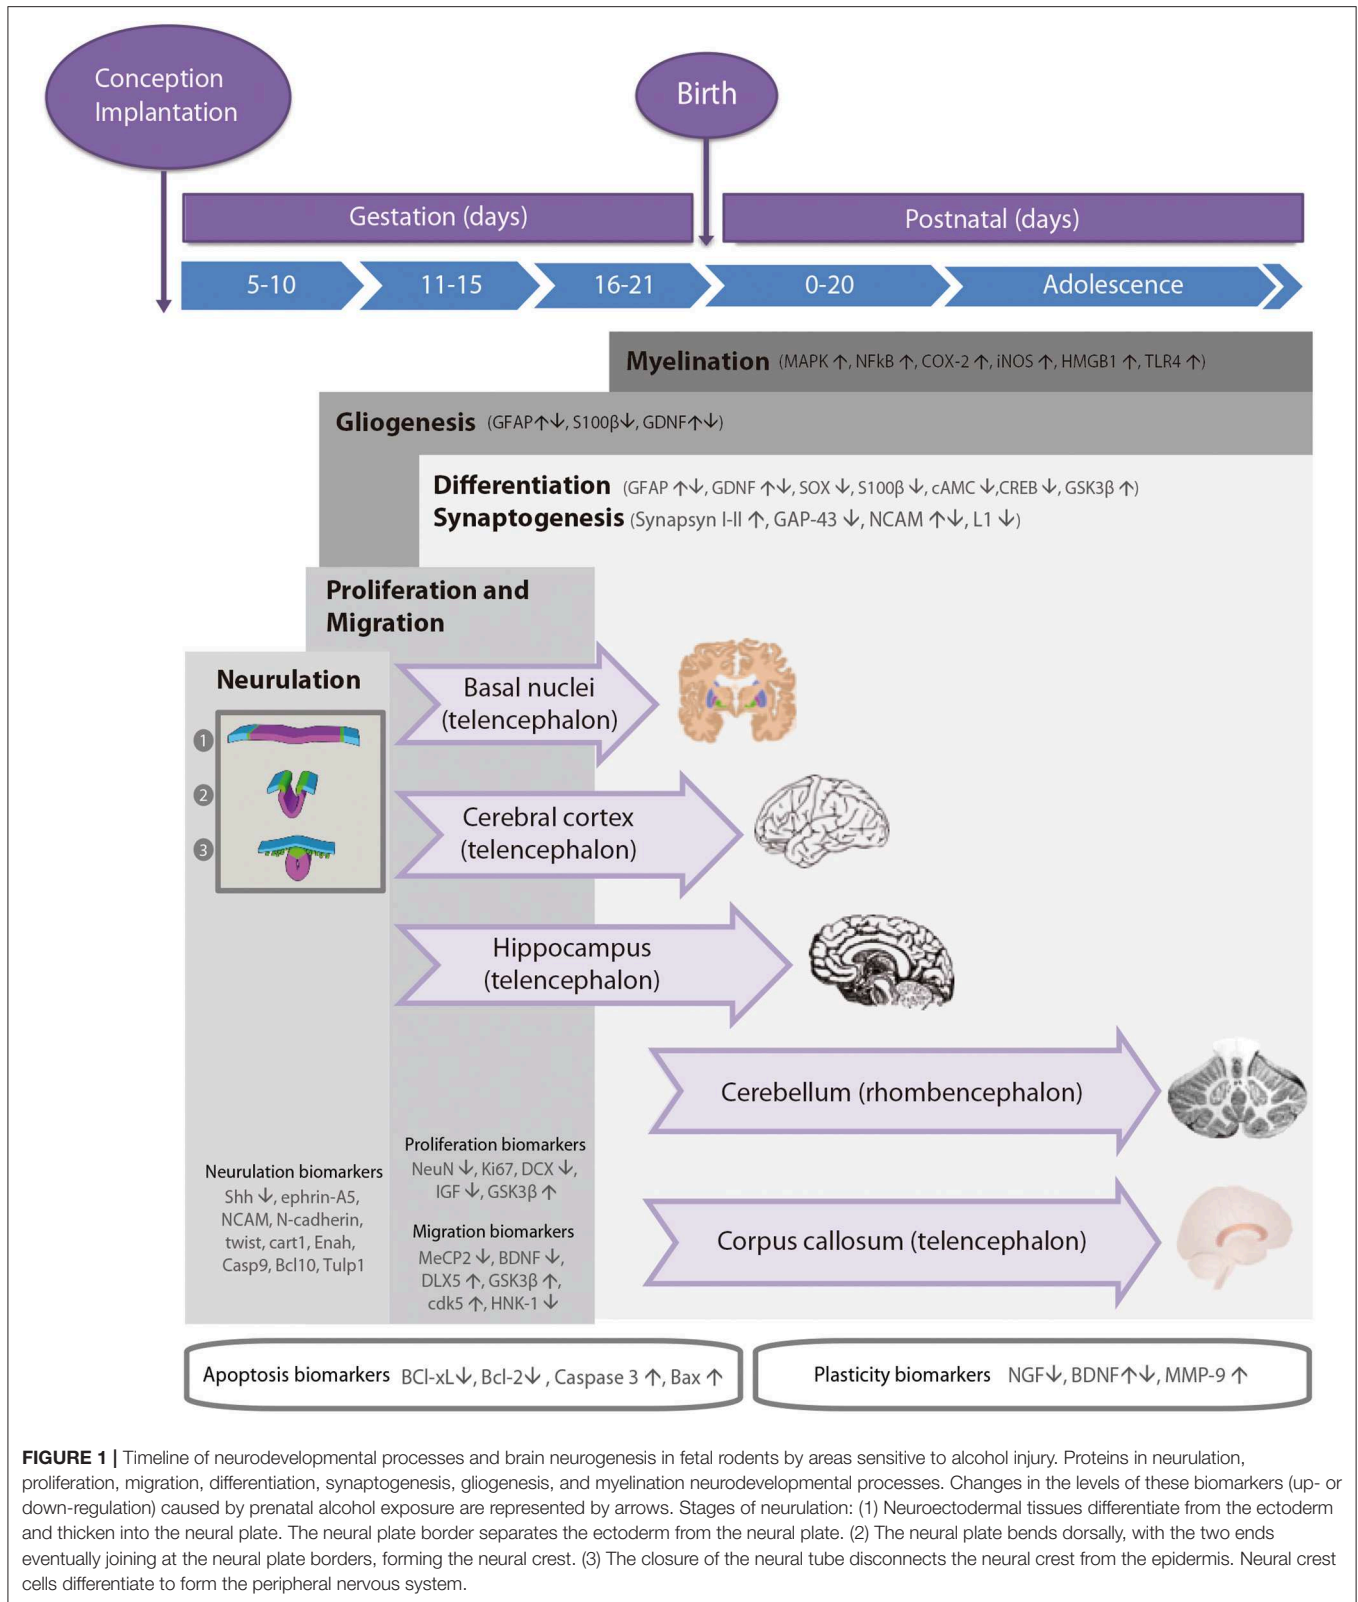 Conception
Implantation
Birth
Gestation (days)
Postnatal (days)
5-10
11-15
16-21
0-20
Adolescence
Myelination (MAPK ↑, NFkB ↑, COX-2 ↑, iNOS ↑, HMGB1 ↑, TLR4 ↑)
Gliogenesis (GFAP↑↓, S100β↓, GDNF↑↓)
Differentiation (GFAP ↑↓, GDNF ↑↓, SOX ↓, S100β ↓, cAMC ↓,CREB ↓, GSK3β ↑)
Synaptogenesis (Synapsyn I-II ↑, GAP-43 ↓, NCAM ↑↓, L1 ↓)
Proliferation and
Migration
Neurulation
1
2
3
Basal nuclei
(telencephalon)
Cerebral cortex
(telencephalon)
Hippocampus
(telencephalon)
Cerebellum (rhombencephalon)
Corpus callosum (telencephalon)
Neurulation biomarkers
Shh ↓, ephrin-A5,
NCAM, N-cadherin,
twist, cart1, Enah,
Casp9, Bcl10, Tulp1
Proliferation biomarkers
NeuN ↓, Ki67, DCX ↓,
IGF ↓, GSK3β ↑
Migration biomarkers
MeCP2 ↓, BDNF ↓,
DLX5 ↑, GSK3β ↑,
cdk5 ↑, HNK-1 ↓
Apoptosis biomarkers BCl-xL↓, Bcl-2↓ , Caspase 3 ↑, Bax ↑
Plasticity biomarkers NGF↓, BDNF↑↓, MMP-9 ↑
FIGURE 1 | Timeline of neurodevelopmental processes and brain neurogenesis in fetal rodents by areas sensitive to alcohol injury. Proteins in neurulation,
proliferation, migration, differentiation, synaptogenesis, gliogenesis, and myelination neurodevelopmental processes. Changes in the levels of these biomarkers (up- or
down-regulation) caused by prenatal alcohol exposure are represented by arrows. Stages of neurulation: (1) Neuroectodermal tissues differentiate from the ectoderm
and thicken into the neural plate. The neural plate border separates the ectoderm from the neural plate. (2) The neural plate bends dorsally, with the two ends
eventually joining at the neural plate borders, forming the neural crest. (3) The closure of the neural tube disconnects the neural crest from the epidermis. Neural crest
cells differentiate to form the peripheral nervous system.